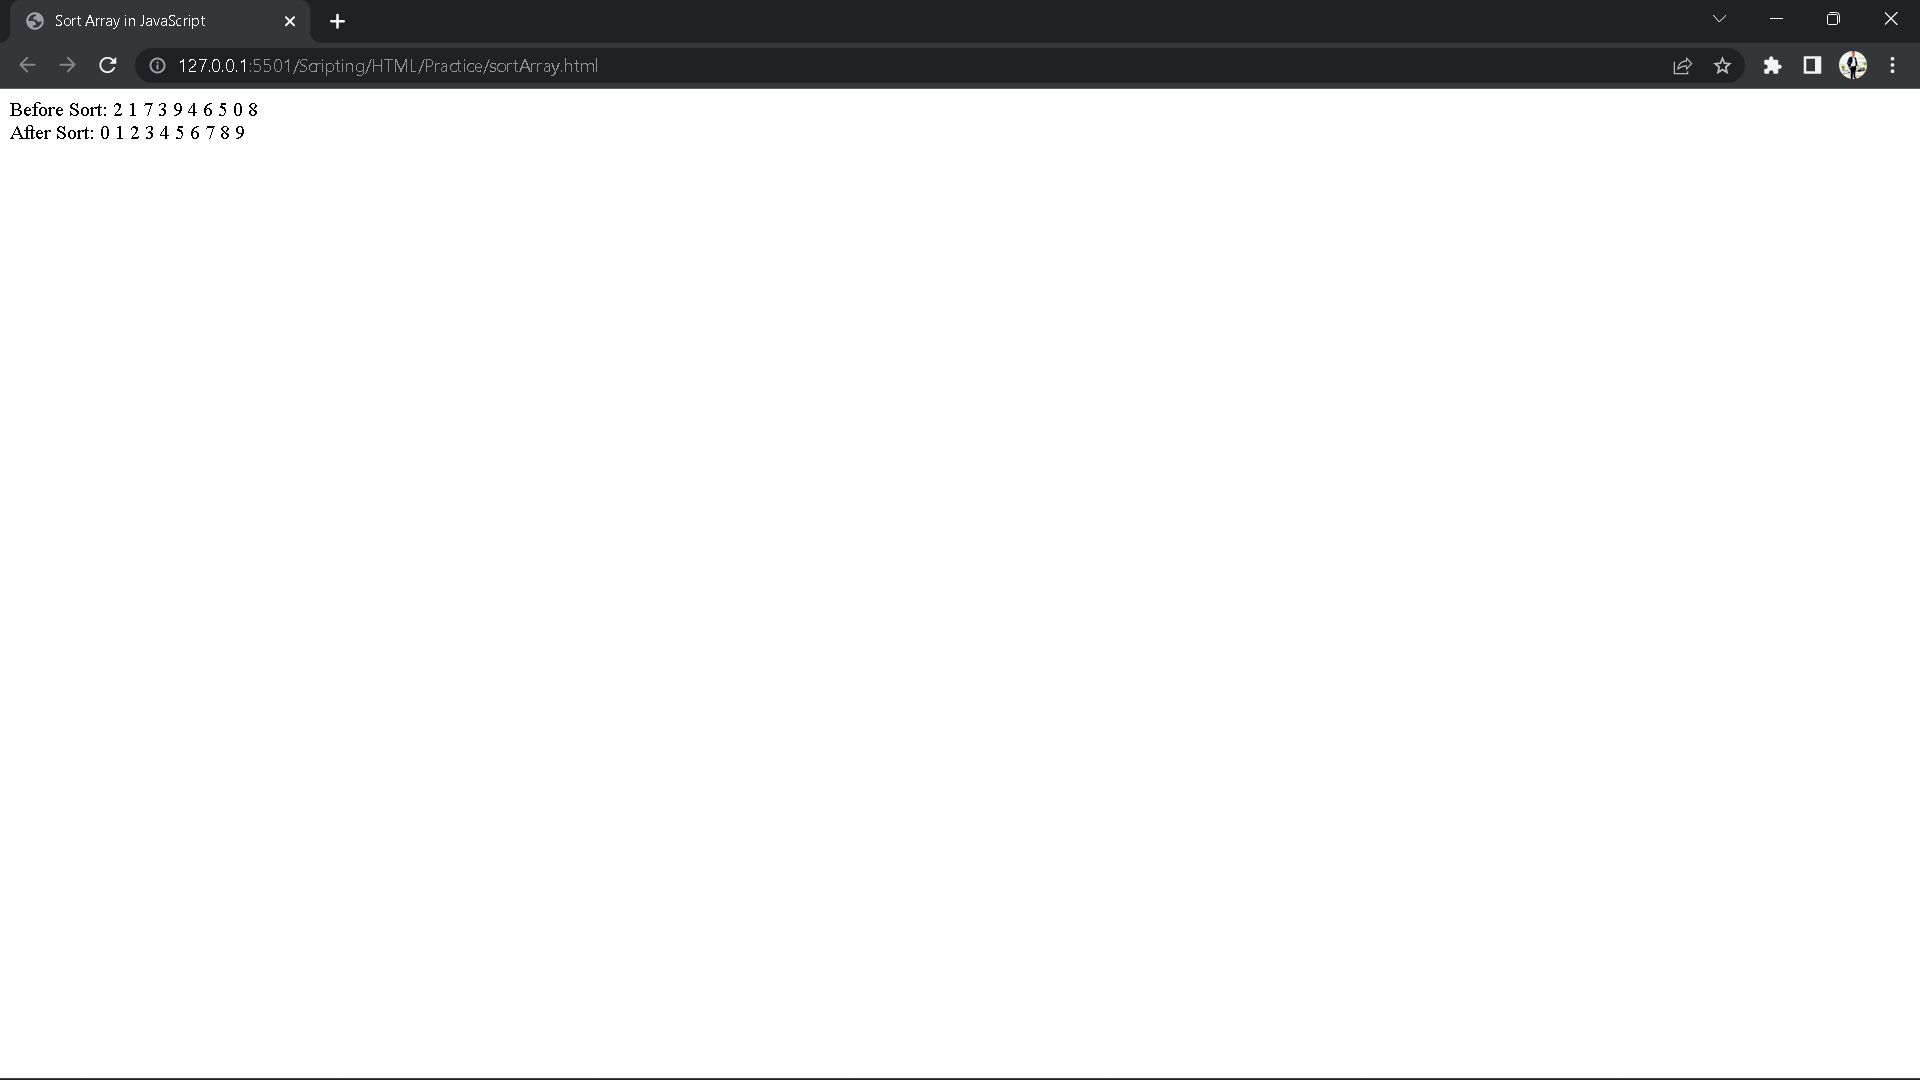 Sort Array in JavaScript
127.0.0.1:5501/Scripting/HTML/Practice/sortArray.html
Before Sort: 2 1 7 3 9 4 6 5 0 8
After Sort: 0 1 2 3 4 5 6 7 8 9